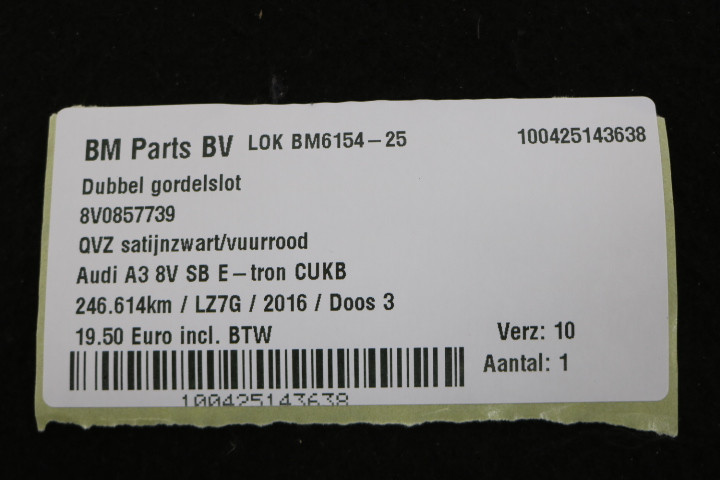 BM Parts BV LOK BM6154-25 100425143638
Dubbel gordelslot
8V0857739
QVZ satijnzwart/vuurrood
Audi A3 8V SB E-tron CUKB
246.614km / LZ7G / 2016 / Doos 3
19.50 Euro incl. BTW Verz: 10
Aantal: 1
100425143638